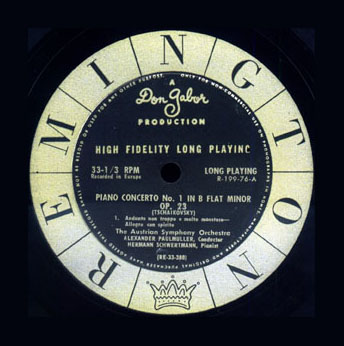 REMINGTON
A
Don Gabor
PRODUCTION
HIGH FIDELITY LONG PLAYING
33-1/3 RPM LONG PLAYING
Recorded in Europe R-199-76-A
PIANO CONCERTO No. 1 IN B FLAT MINOR
OP. 23
(TSCHAIKOVSKY)
1. Andante non troppo e molto maestoso—
Allegro con spirito
The Austrian Symphony Orchestra
ALEXANDER PAULMULLER, Conductor
HERMANN SCHWERTMANN, Pianist
(RE-33-388)